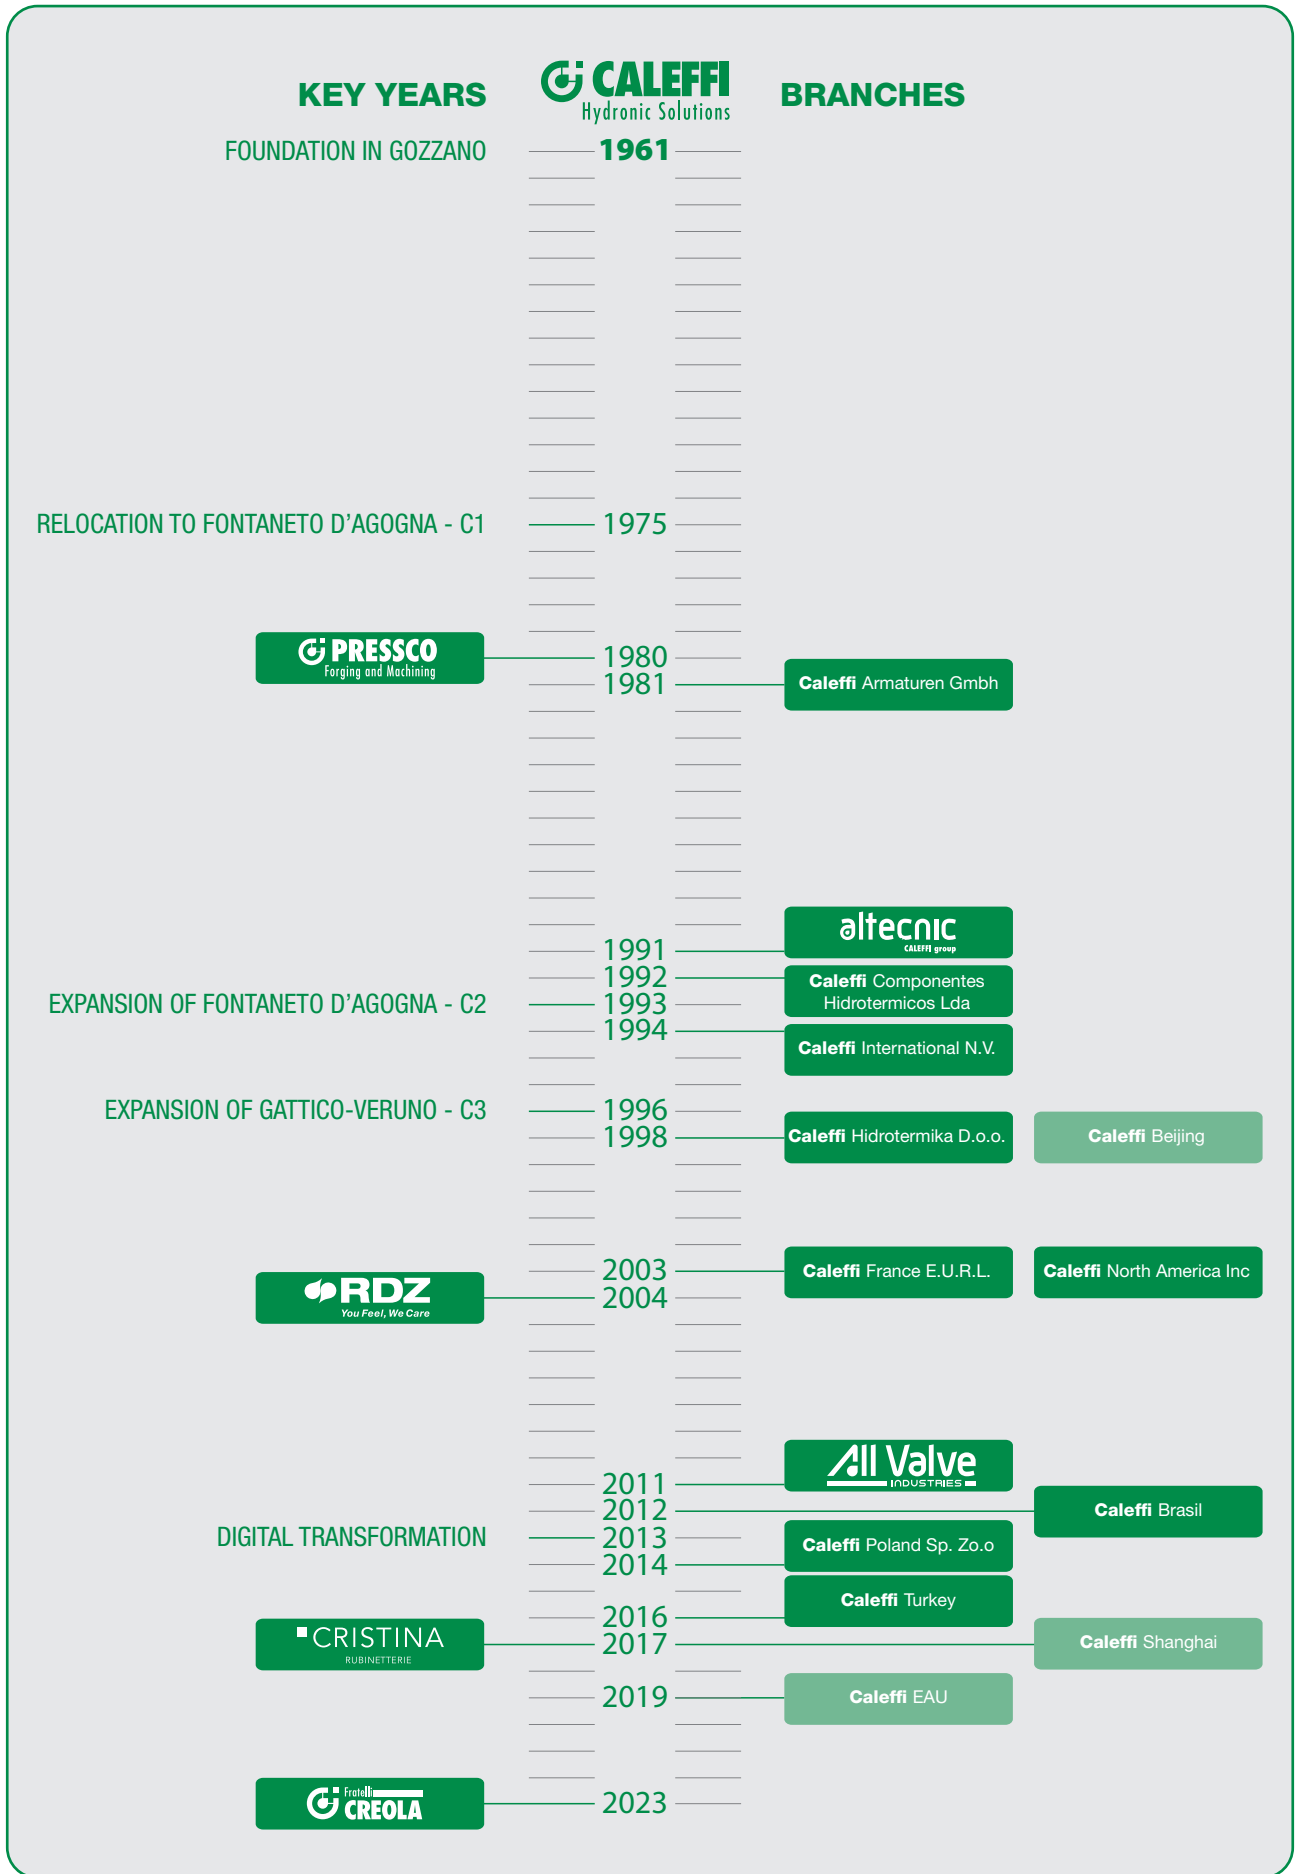 KEY YEARS
CALEFFI
Hydronic Solutions
BRANCHES
FOUNDATION IN GOZZANO
1961
RELOCATION TO FONTANETO D’AGOGNA - C1
1975
PRESSCO
Forging and Machining
1980
1981
Caleffi Armaturen Gmbh
altecnic
CALEFFI group
1991
1992
Caleffi Componentes
Hidrotermicos Lda
EXPANSION OF FONTANETO D’AGOGNA - C2
1993
1994
Caleffi International N.V.
EXPANSION OF GATTICO-VERUNO - C3
1996
1998
Caleffi Hidrotermika D.o.o.
Caleffi Beijing
2003
Caleffi France E.U.R.L.
Caleffi North America Inc
RDZ
You Feel, We Care
2004
All Valve
INDUSTRIES
2011
2012
Caleffi Brasil
DIGITAL TRANSFORMATION
2013
Caleffi Poland Sp. Zo.o
2014
Caleffi Turkey
2016
CRISTINA
RUBINETTERIE
2017
Caleffi Shanghai
2019
Caleffi EAU
Fratelli
CREOLA
2023